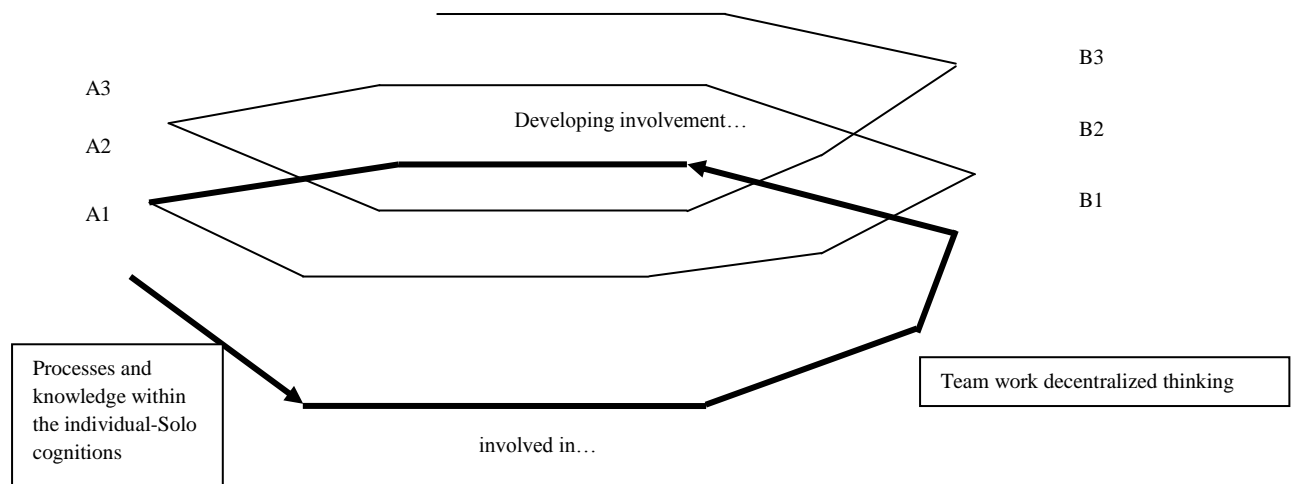 B3
A3
Developing involvement…
B2
A2
B1
A1
Processes and
knowledge within
the individual-Solo
cognitions
Team work decentralized thinking
involved in…